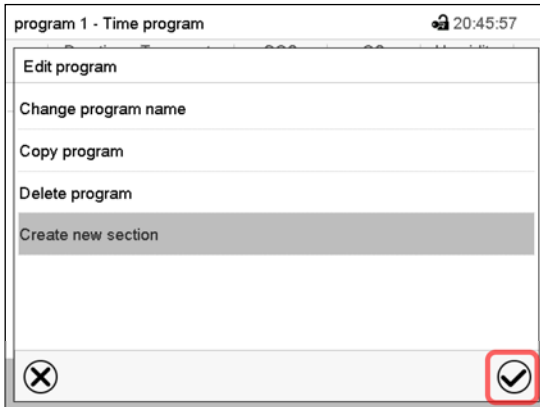 program 1 - Time program 20:45:57
Edit program
Change program name
Copy program
Delete program
Create new section